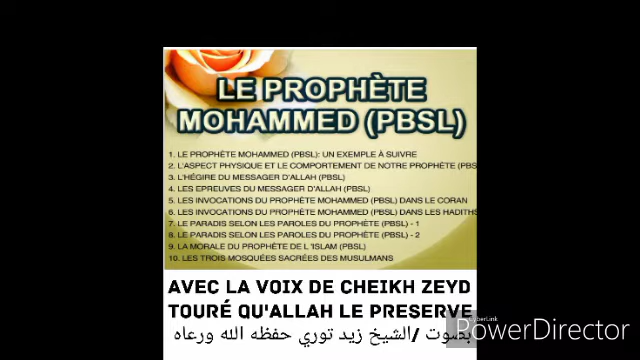 LE PROPHÈTE
MOHAMMED (PBSL)
1. LE PROPHÈTE MOHAMMED (PBSL): UN EXEMPLE À SUIVRE
2. L'ASPECT PHYSIQUE ET LE COMPORTEMENT DE NOTRE PROPHÈTE (PBS
3. L'HÉGIRE DU MESSAGER D'ALLAH (PBSL)
4. LES EPREUVES DU MESSAGER D'ALLAH (PBSL)
5. LES INVOCATIONS DU PROPHÈTE MOHAMMED (PBSL) DANS LE CORAN
6. LES INVOCATIONS DU PROPHÈTE MOHAMMED (PBSL) DANS LES HADITHS
7. LE PARADIS SELON LES PAROLES DU PROPHÈTE (PBSL) - 1
8. LE PARADIS SELON LES PAROLES DU PROPHÈTE (PBSL) - 2
9. LA MORALE DU PROPHÈTE DE L'ISLAM (PBSL)
10. LES TROIS MOSQUÉES SACRÉES DES MUSULMANS
AVEC LA VOIX DE CHEIKH ZEYD
TOURÉ QU'ALLAH LE PRESERVE
بصوت /الشيخ زيد توري حفظه الله ورعاه
CyberLink
PowerDirector